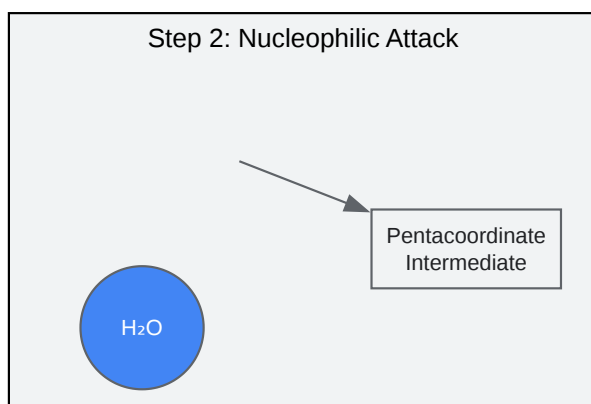 Step 2: Nucleophilic Attack
Pentacoordinate
Intermediate
H₂O